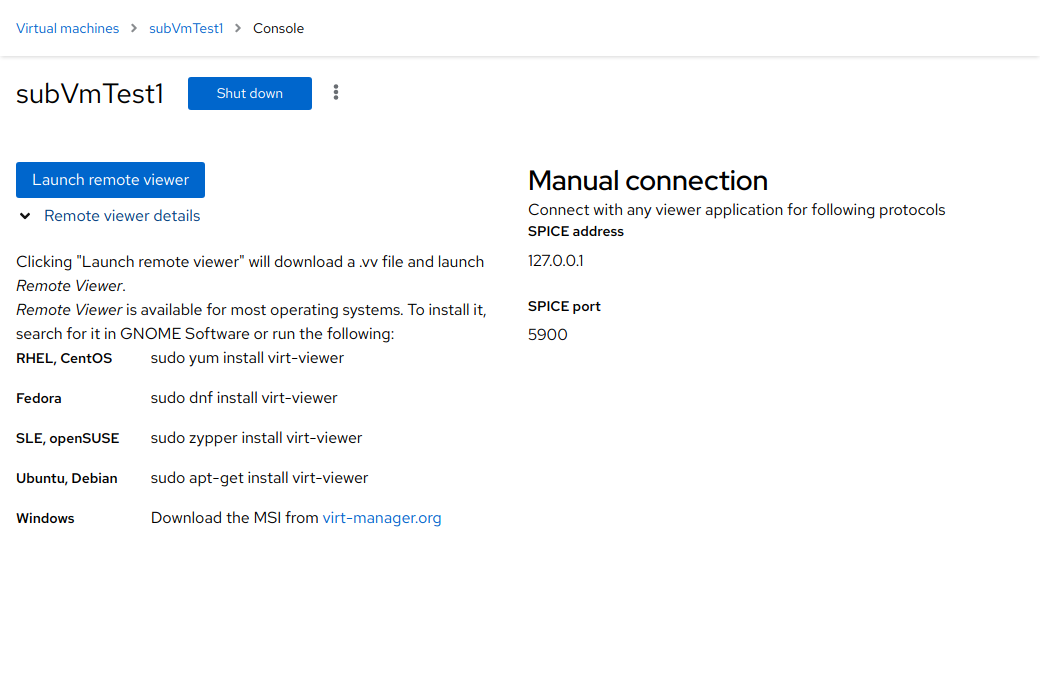 Virtual machines > subVmTest1 > Console
subVmTest1
Shut down
Launch remote viewer
Remote viewer details
Clicking "Launch remote viewer" will download a .vv file and launch
Remote Viewer.
Remote Viewer is available for most operating systems. To install it,
search for it in GNOME Software or run the following:
RHEL, CentOS sudo yum install virt-viewer
Fedora sudo dnf install virt-viewer
SLE, openSUSE sudo zypper install virt-viewer
Ubuntu, Debian sudo apt-get install virt-viewer
Windows Download the MSI from virt-manager.org
Manual connection
Connect with any viewer application for following protocols
SPICE address
127.0.0.1
SPICE port
5900